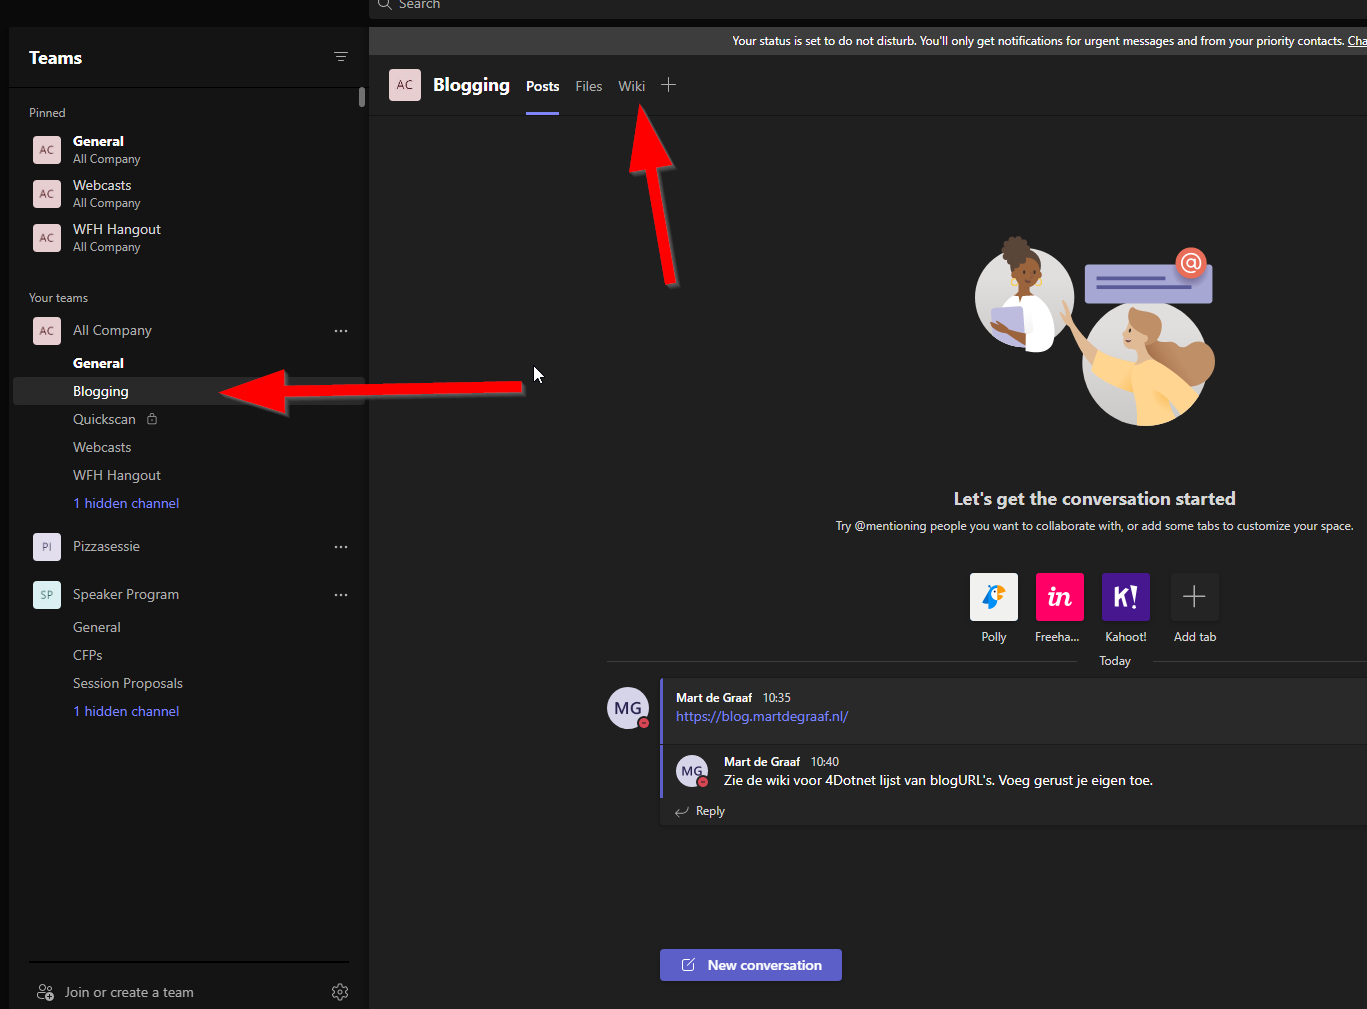 Search
Your status is set to do not disturb. You'll only get notifications for urgent messages and from your priority contacts. Cha
Teams
Pinned
AC
General
All Company
AC
Webcasts
All Company
AC
WFH Hangout
All Company
Your teams
AC
All Company
General
Blogging
Quickscan
Webcasts
WFH Hangout
1 hidden channel
PI
Pizzasessie
SP
Speaker Program
General
CFPs
Session Proposals
1 hidden channel
Join or create a team
AC
Blogging Posts Files Wiki
@
Let's get the conversation started
Try @mentioning people you want to collaborate with, or add some tabs to customize your space.
in K!
Polly Freeha... Kahoot! Add tab
Today
MG
Mart de Graaf 10:35
https://blog.martdegraaf.nl/
MG
Mart de Graaf 10:40
Zie de wiki voor 4Dotnet lijst van blogURL's. Voeg gerust je eigen toe.
Reply
New conversation